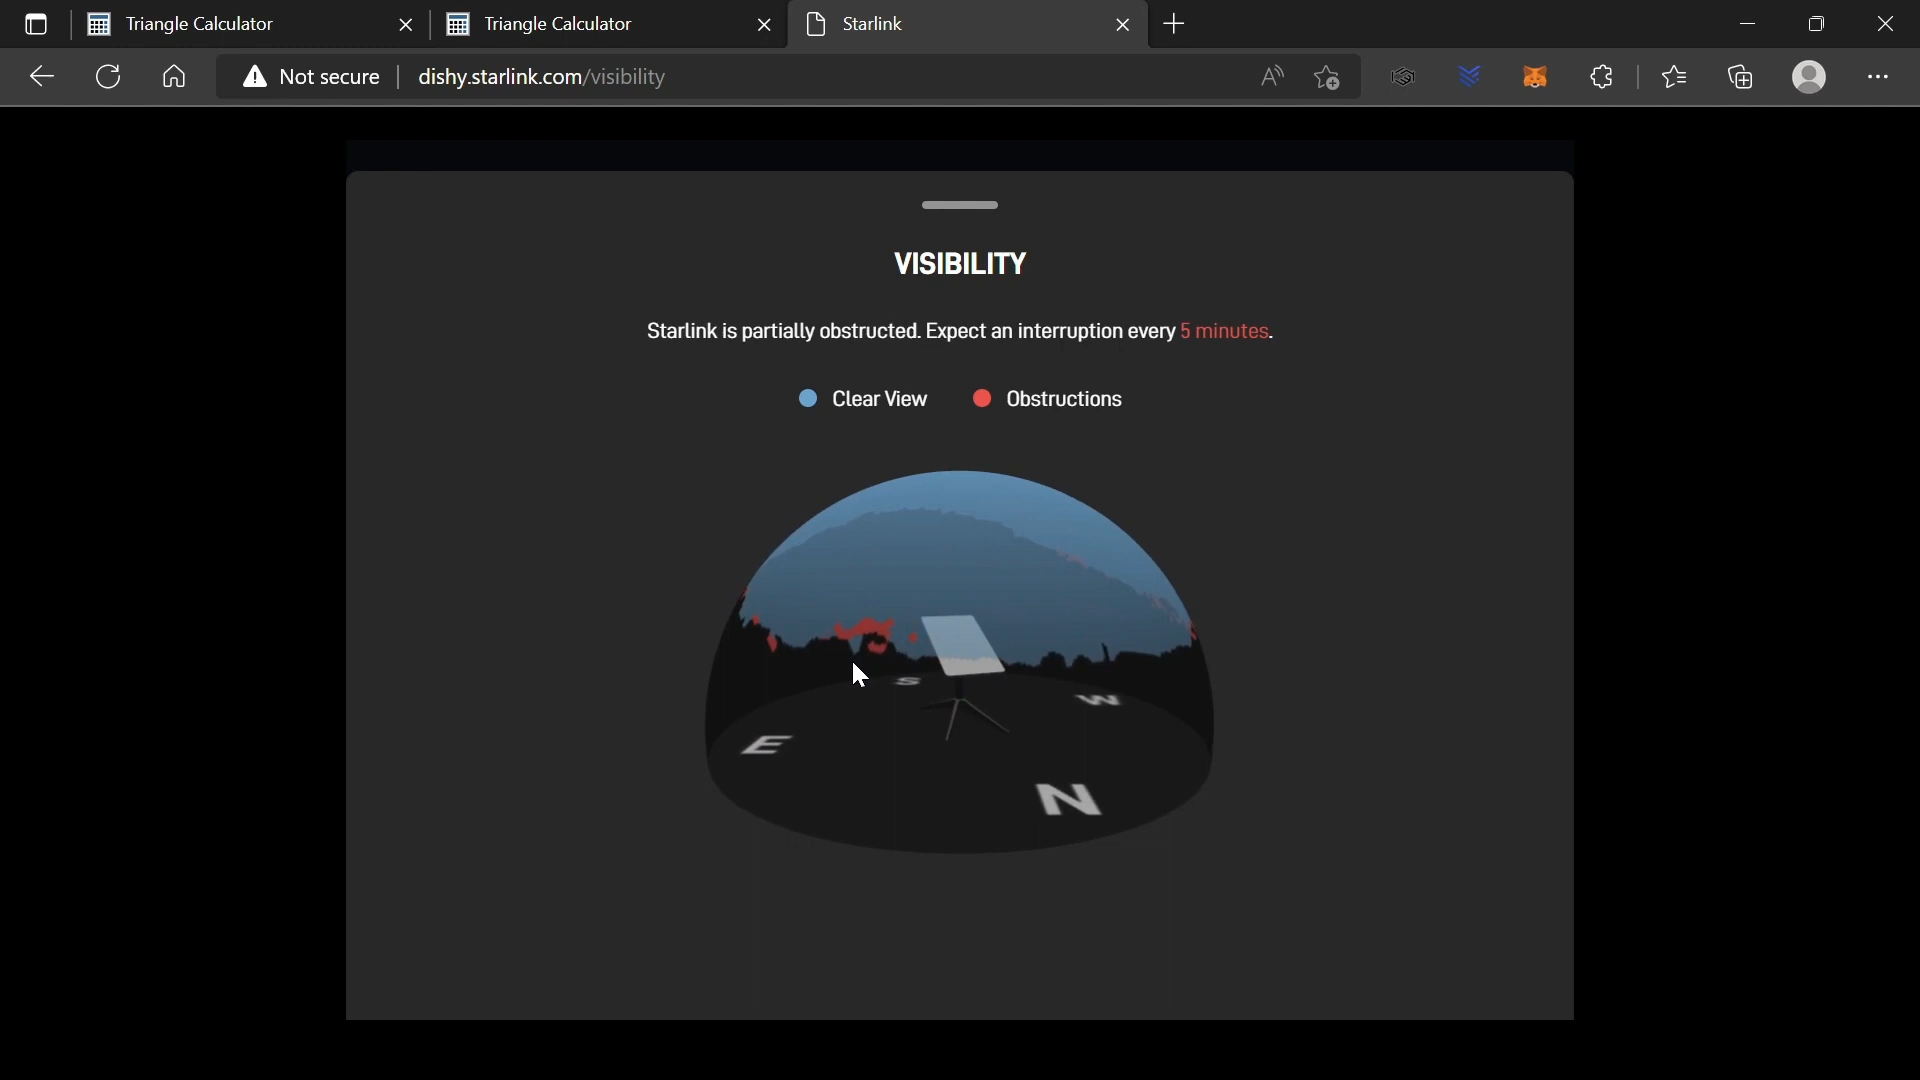 Triangle Calculator
Triangle Calculator
Starlink
Not secure
dishy.starlink.com/visibility
VISIBILITY
Starlink is partially obstructed. Expect an interruption every 5 minutes.
Clear View
Obstructions
S
W
E
N